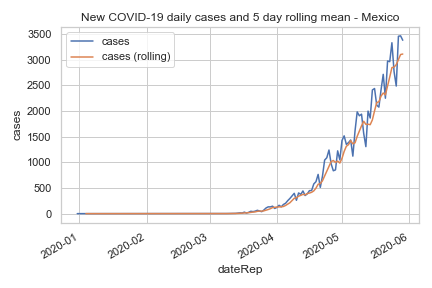 New COVID-19 daily cases and 5 day rolling mean - Mexico
cases
cases (rolling)
3500
3000
2500
2000
1500
1000
500
0
cases
2020-01
2020-02
2020-03
2020-04
2020-05
2020-06
dateRep